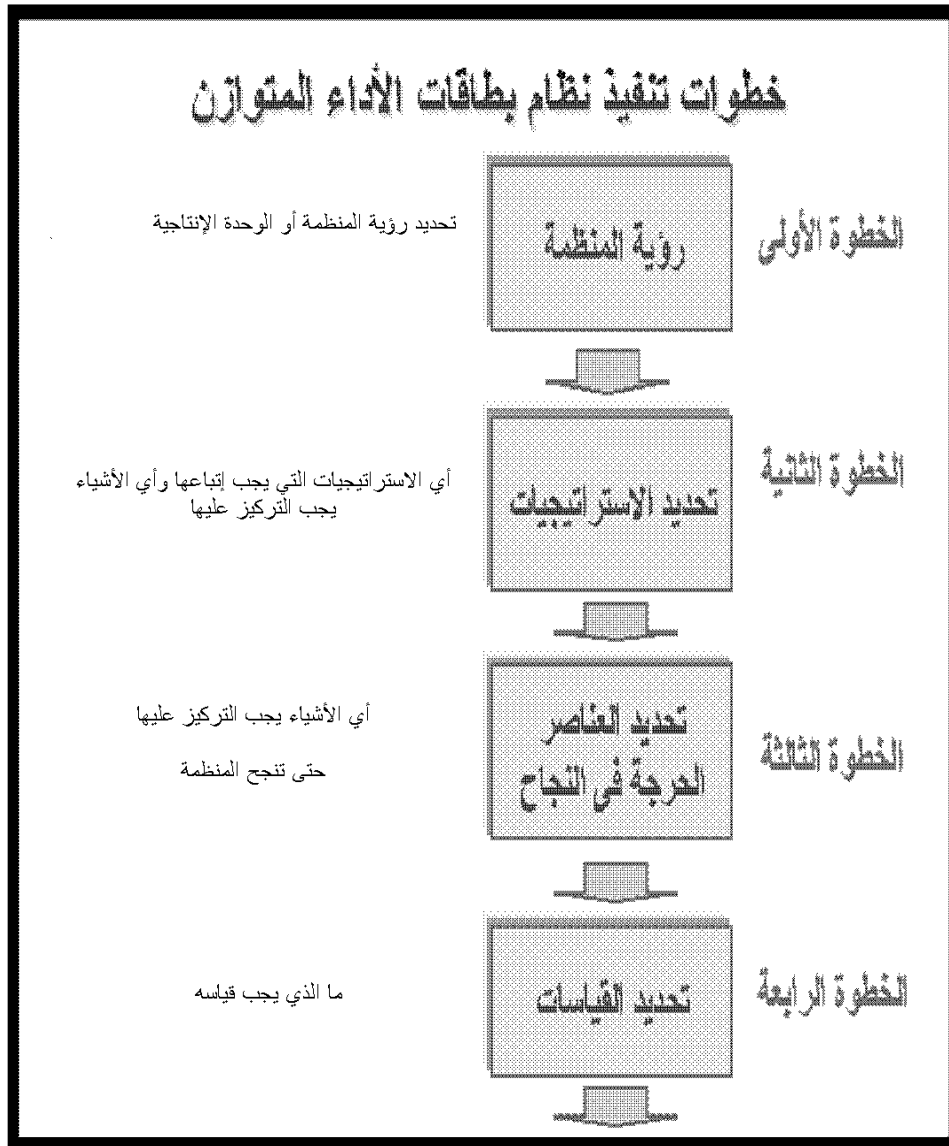 خطوات تنفيذ نظام بطاقات الأداء المتوازن
الخطوة الأولى
رؤية المنظمة
تحديد رؤية المنظمة أو الوحدة الإنتاجية
الخطوة الثانية
تحديد الاستراتيجيات
أي الاستراتيجيات التي يجب إتباعها وأي الأشياء
يجب التركيز عليها
الخطوة الثالثة
تحديد العناصر
الحرجة في النجاح
أي الأشياء يجب التركيز عليها
حتى تنجح المنظمة
الخطوة الرابعة
تحديد القياسات
ما الذي يجب قياسه